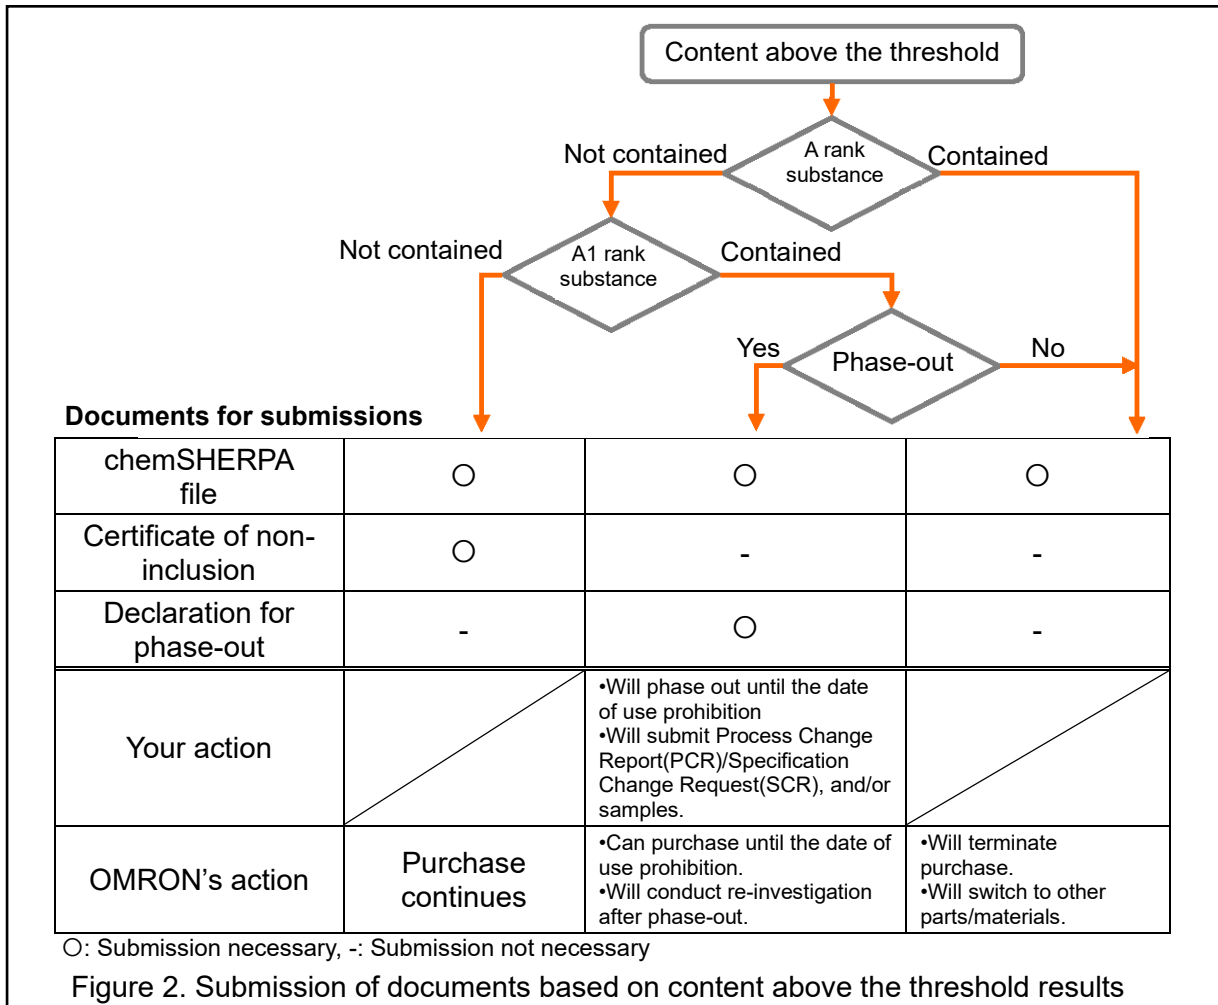 Content above the threshold
A rank
substance
Not contained
Contained
A1 rank
substance
Not contained
Contained
Phase-out
Yes
No
Documents for submissions
chemSHERPA
file
○
○
○
Certificate of non-
inclusion
○
-
-
Declaration for
phase-out
-
○
-
Your action
•Will phase out until the date
of use prohibition
•Will submit Process Change
Report(PCR)/Specification
Change Request(SCR), and/or
samples.
OMRON’s action
Purchase
continues
•Can purchase until the date of
use prohibition.
•Will conduct re-investigation
after phase-out.
•Will terminate
purchase.
•Will switch to other
parts/materials.
○: Submission necessary, -: Submission not necessary
Figure 2. Submission of documents based on content above the threshold results